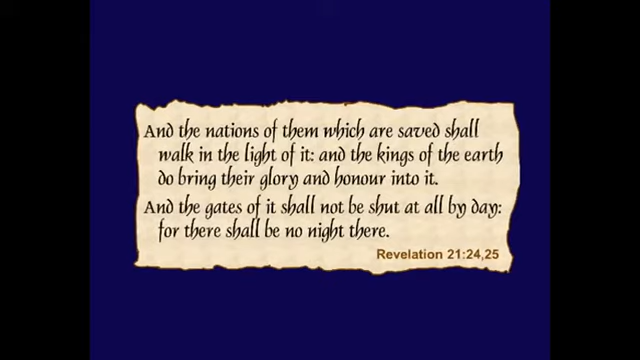 And the nations of them which are saved shall
walk in the light of it: and the kings of the earth
do bring their glory and honour into it.
And the gates of it shall not be shut at all by day:
for there shall be no night there.
Revelation 21:24,25